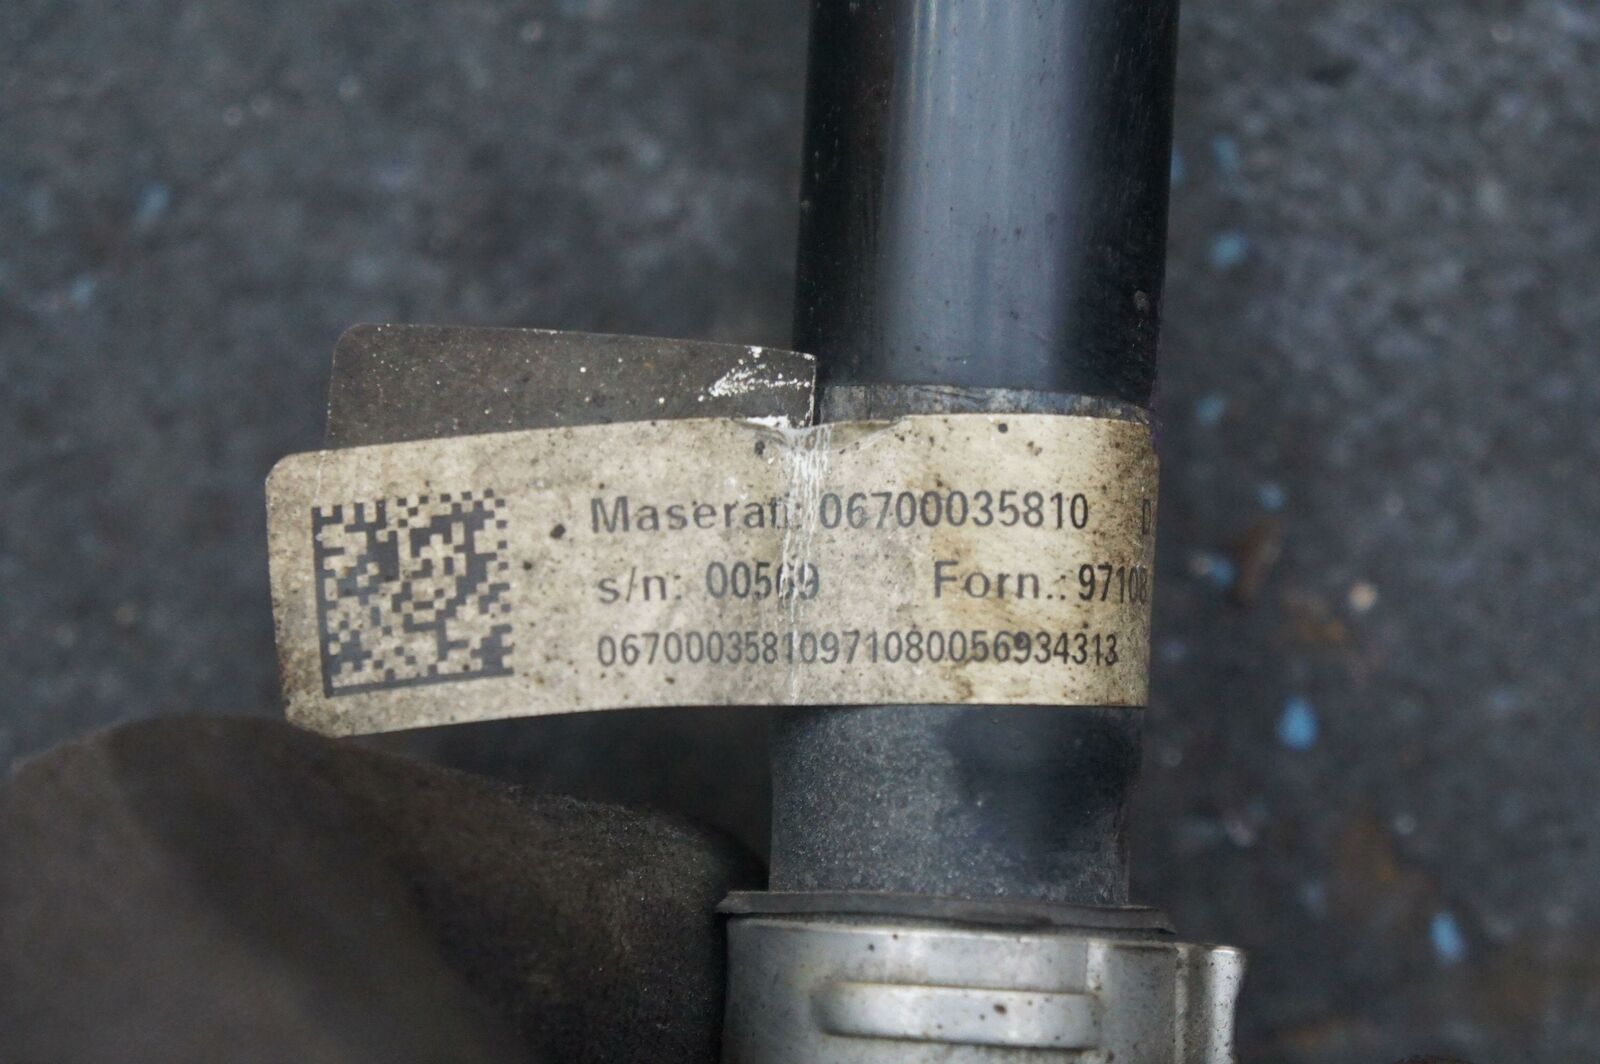 Maserati: 06700035810 D
s/n: 00569 Forn.: 97108
06700035810971080056934313